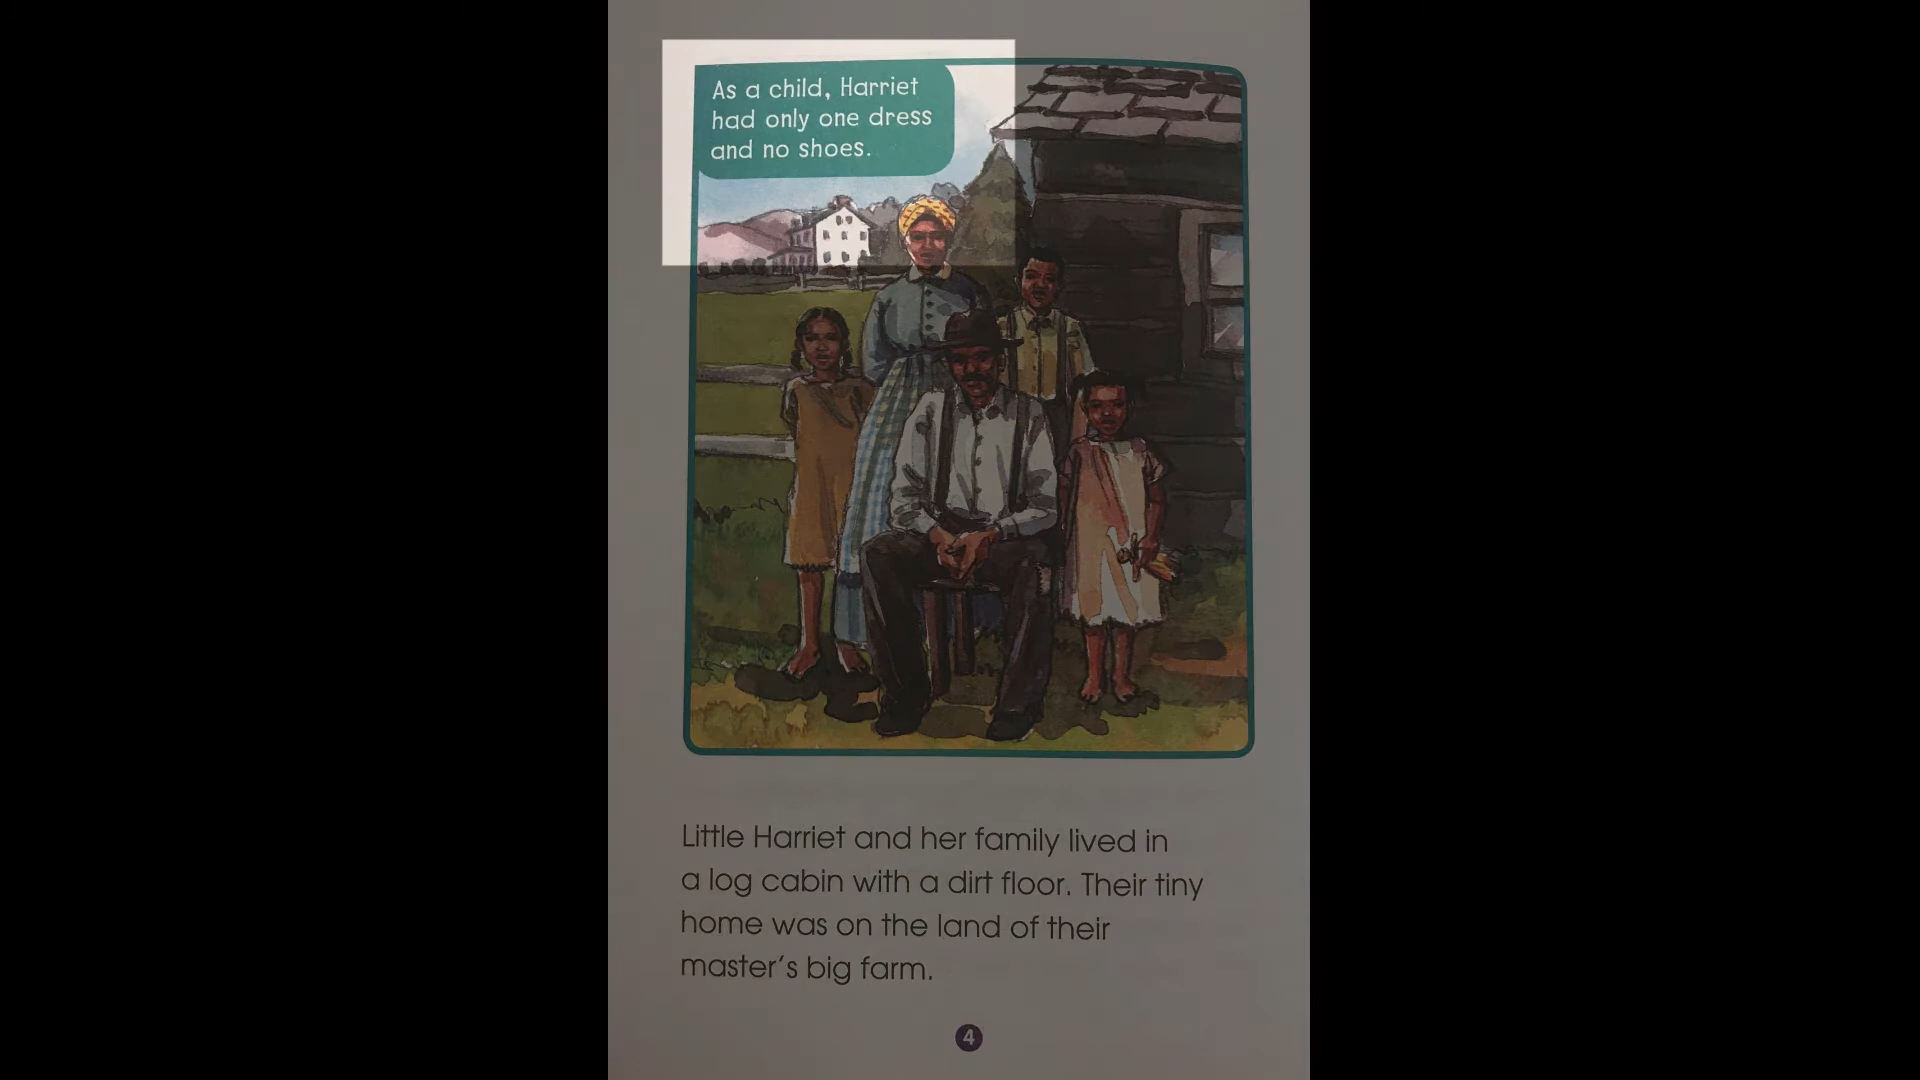 As a child, Harriet
had only one dress
and no shoes.
Little Harriet and her family lived in
a log cabin with a dirt floor. Their tiny
home was on the land of their
master's big farm.
4